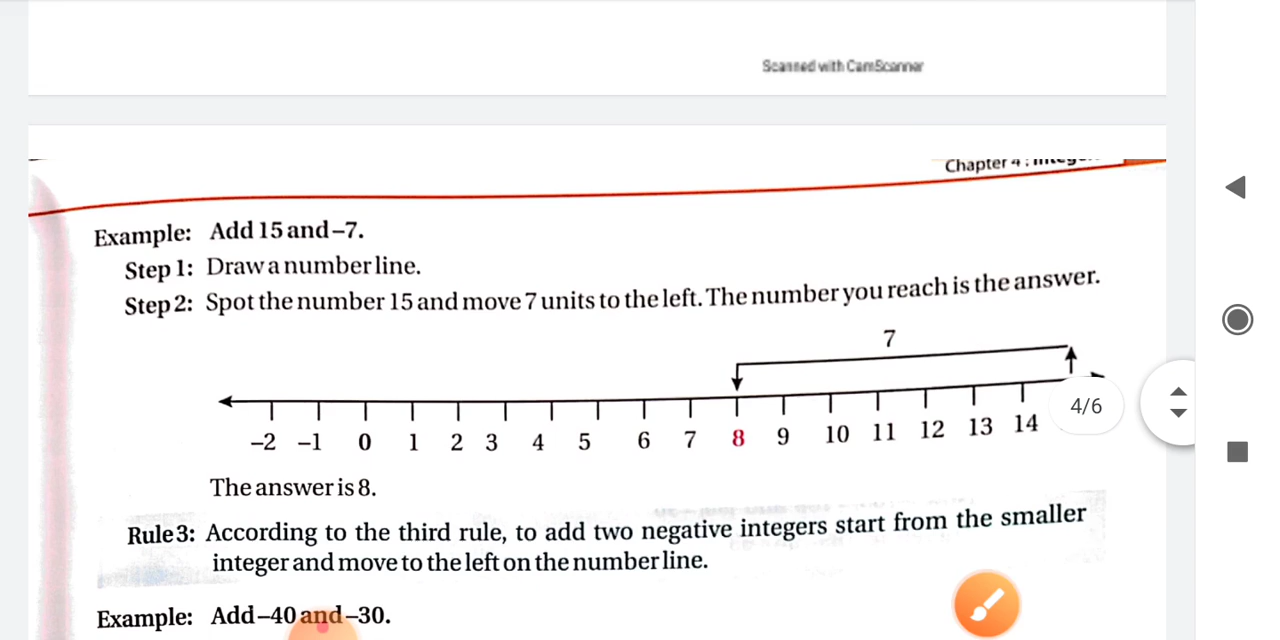 Scanned with CamScanner
Chapter 4 :
Example: Add 15 and -7.
Step 1: Draw a number line.
Step 2: Spot the number 15 and move 7 units to the left. The number you reach is the answer.
7
-2 -1 0 1 2 3 4 5 6 7 8 9 10 11 12 13 14
4/6
The answer is 8.
Rule 3: According to the third rule, to add two negative integers start from the smaller
integer and move to the left on the number line.
Example: Add -40 and -30.